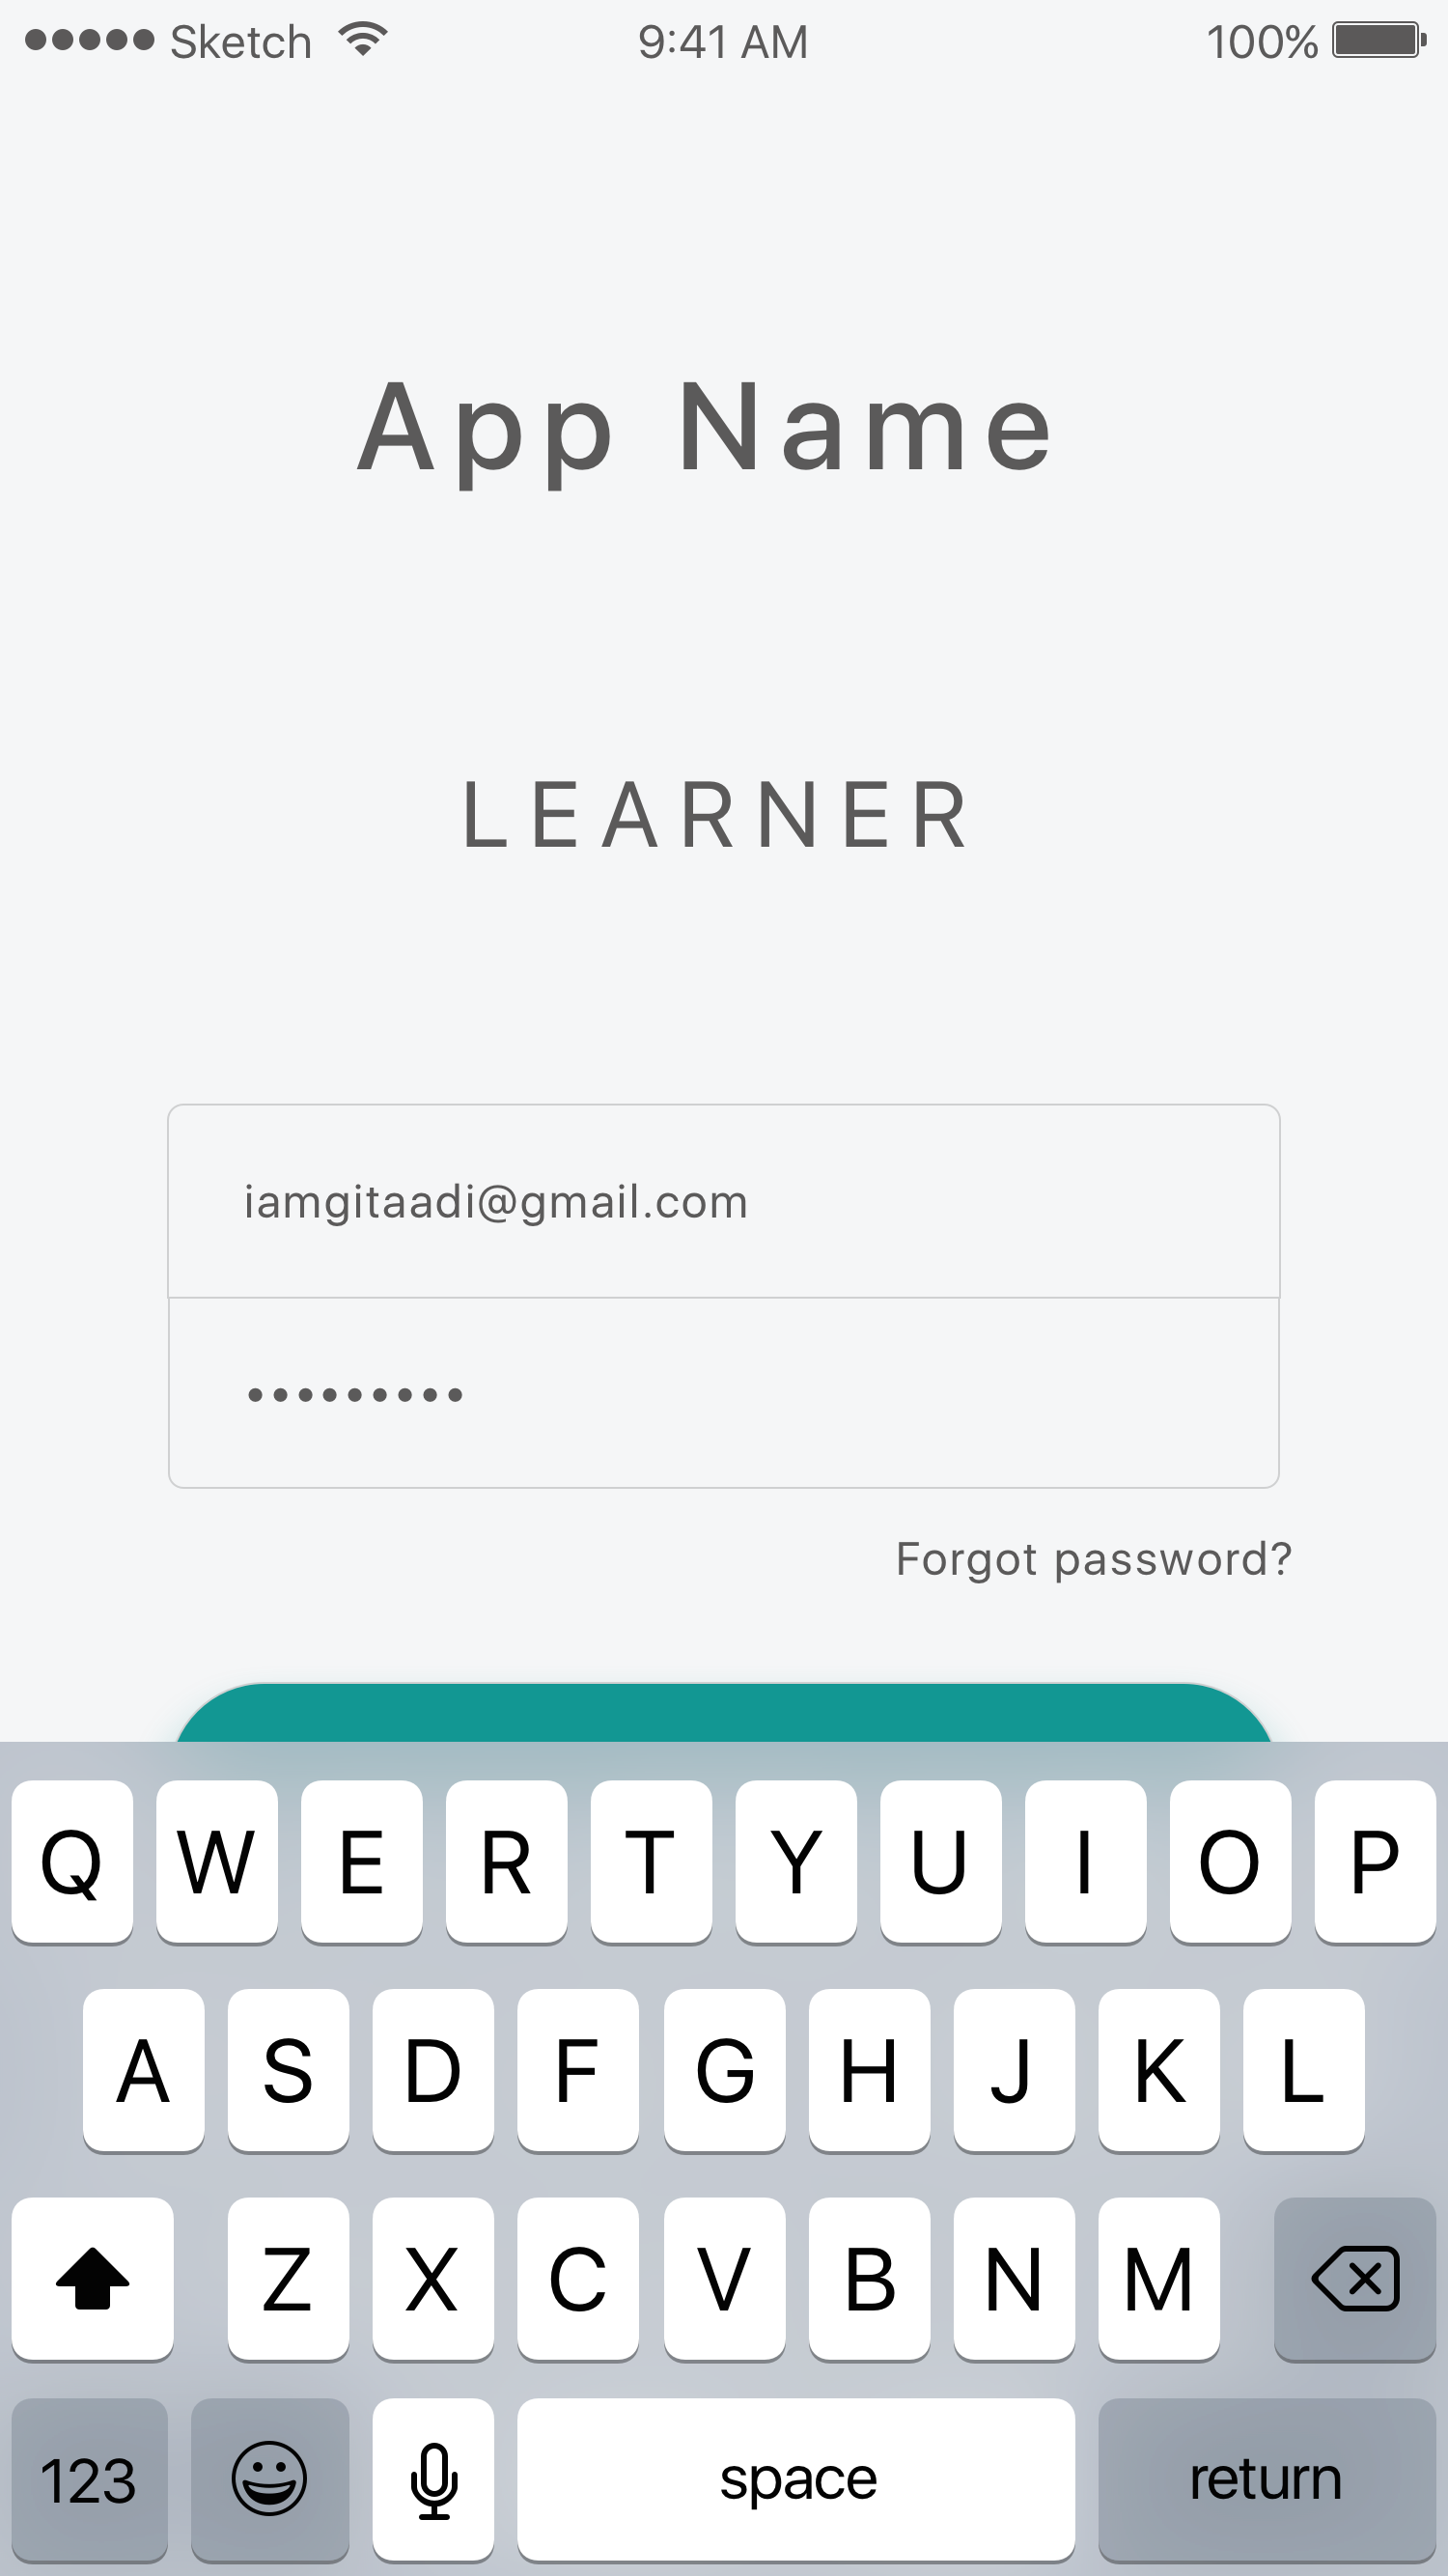 Sketch 9:41 AM 100%
App Name
LEARNER
iamgitaadi@gmail.com
•••••••••
Forgot password?
Q W E R T Y U I O P
A S D F G H J K L
Z X C V B N M
123 space return